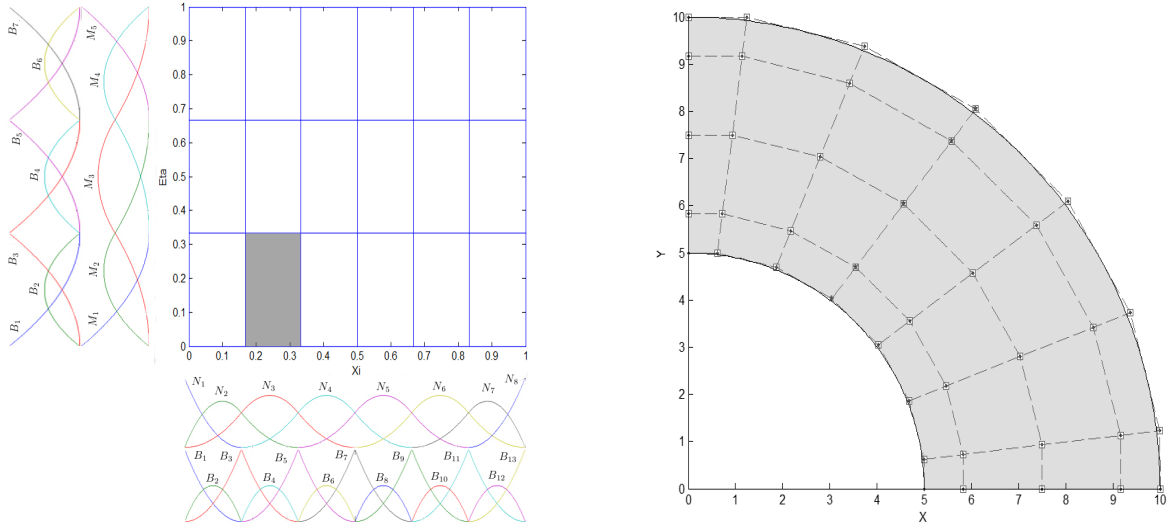 B7
B6
B5
B4
B3
B2
B1
M5
M4
M3
M2
M1
Eta
1
0.9
0.8
0.7
0.6
0.5
0.4
0.3
0.2
0.1
0
0 0.1 0.2 0.3 0.4 0.5 0.6 0.7 0.8 0.9 1
Xi
N1 N2 N3 N4 N5 N6 N7 N8
B1 B3 B5 B7 B9 B11 B13
B2 B4 B6 B8 B10 B12
Y
10
9
8
7
6
5
4
3
2
1
0
0 1 2 3 4 5 6 7 8 9 10
X